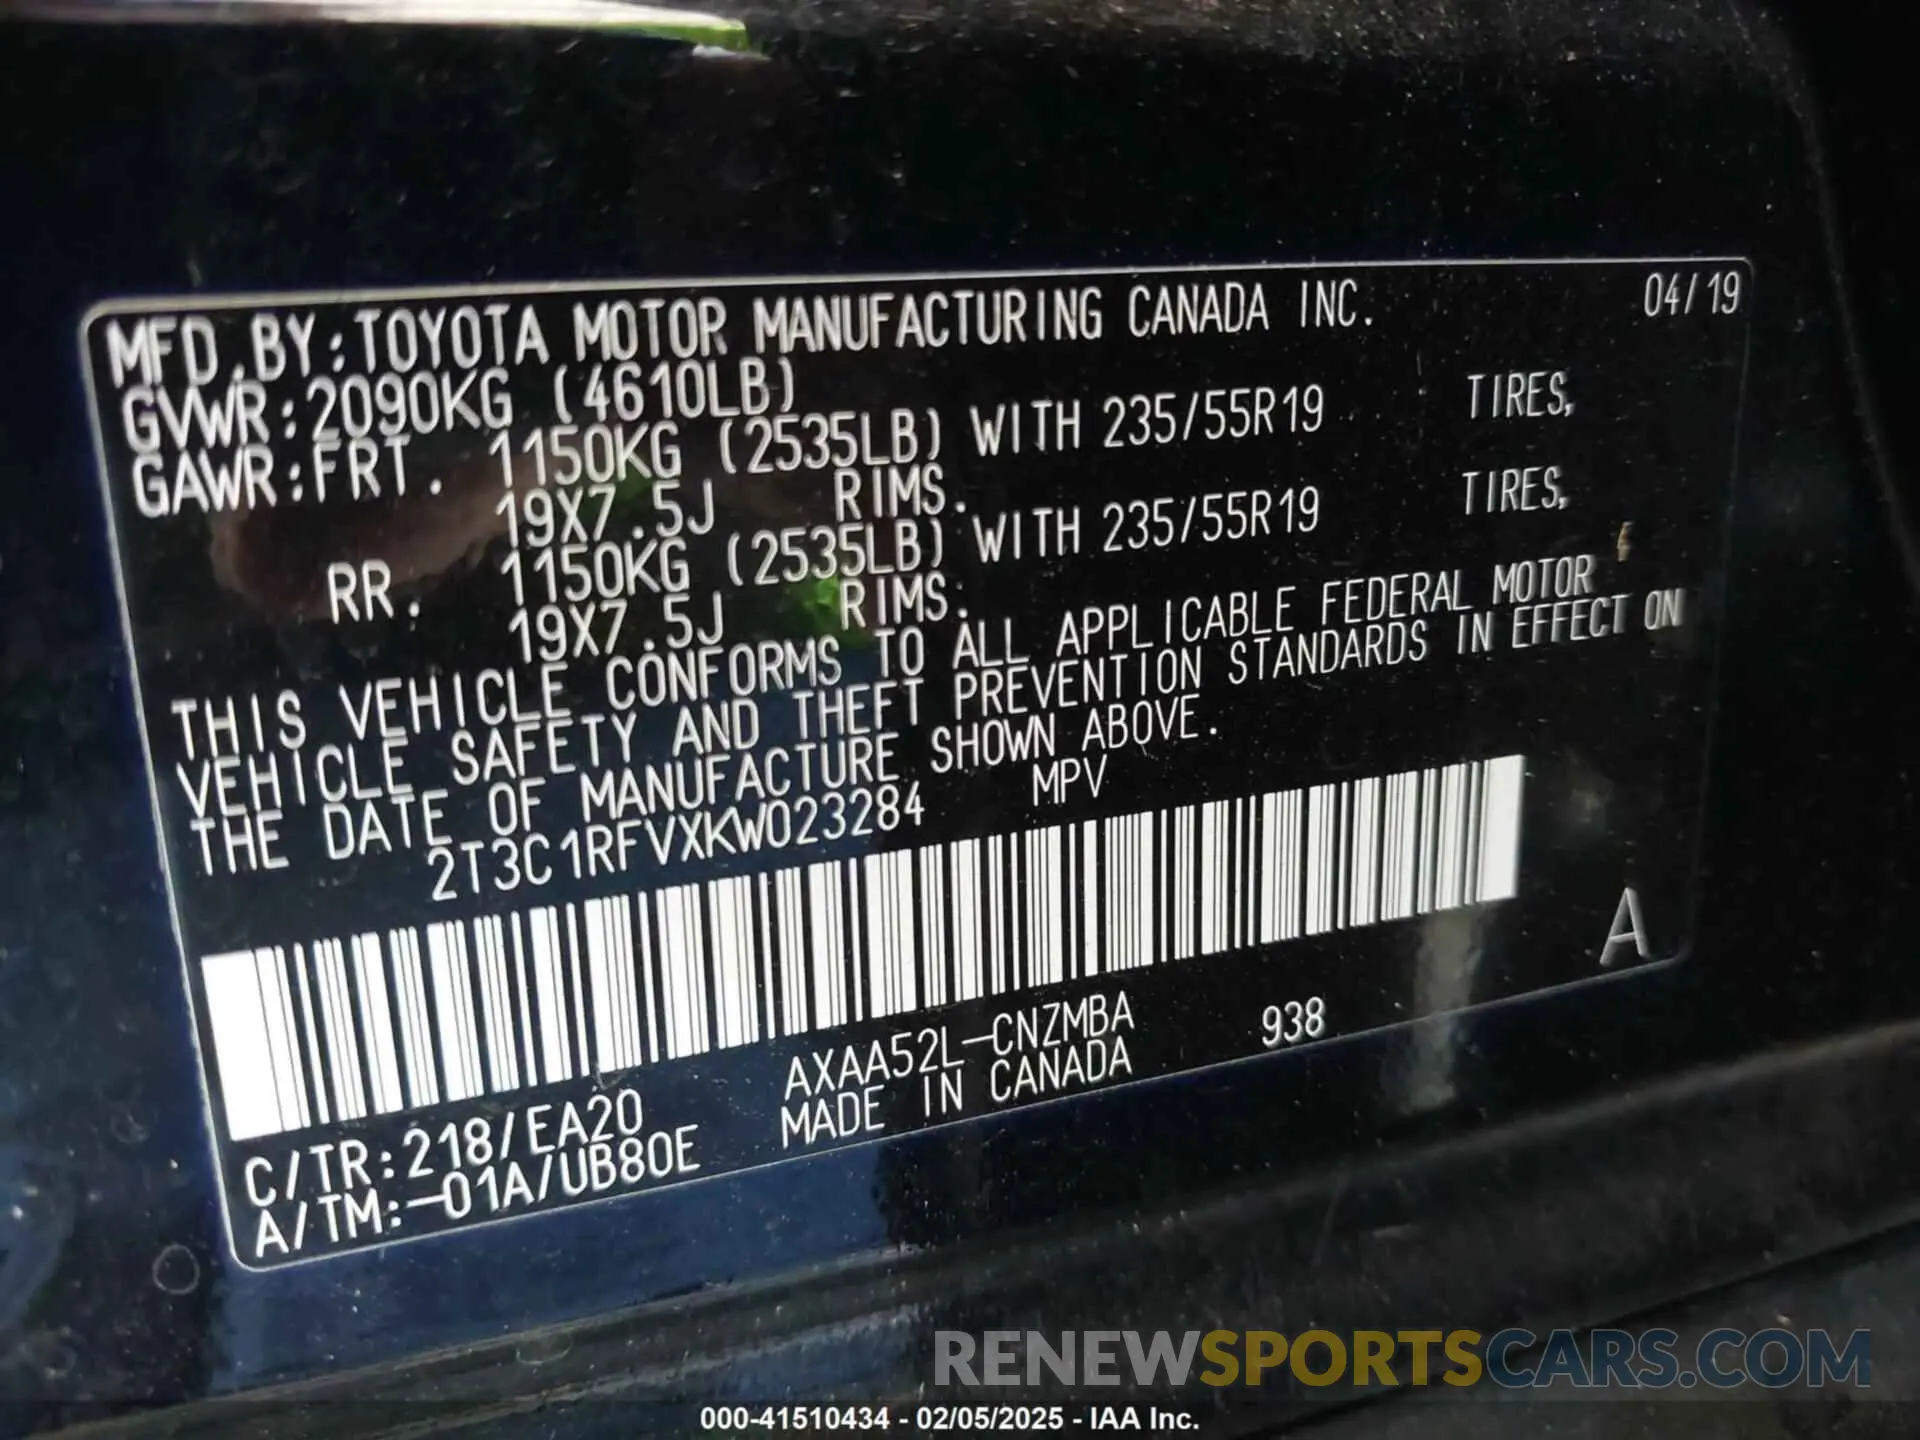 MFD.BY:TOYOTA MOTOR MANUFACTURING CANADA INC. 04/19
GVWR:2090KG (4610LB)
GAWR:FRT. 1150KG (2535LB) WITH 235/55R19 TIRES,
19X7.5J RIMS.
RR. 1150KG (2535LB) WITH 235/55R19 TIRES,
19X7.5J RIMS.
THIS VEHICLE CONFORMS TO ALL APPLICABLE FEDERAL MOTOR
VEHICLE SAFETY AND THEFT PREVENTION STANDARDS IN EFFECT ON
THE DATE OF MANUFACTURE SHOWN ABOVE.
2T3C1RFVXKW023284 MPV
A
C/TR:218/EA20 AXAA52L-CNZMBA 938
A/TM:-01A/UB80E MADE IN CANADA
RENEWSPORTSCARS.COM
000-41510434 - 02/05/2025 - IAA Inc.